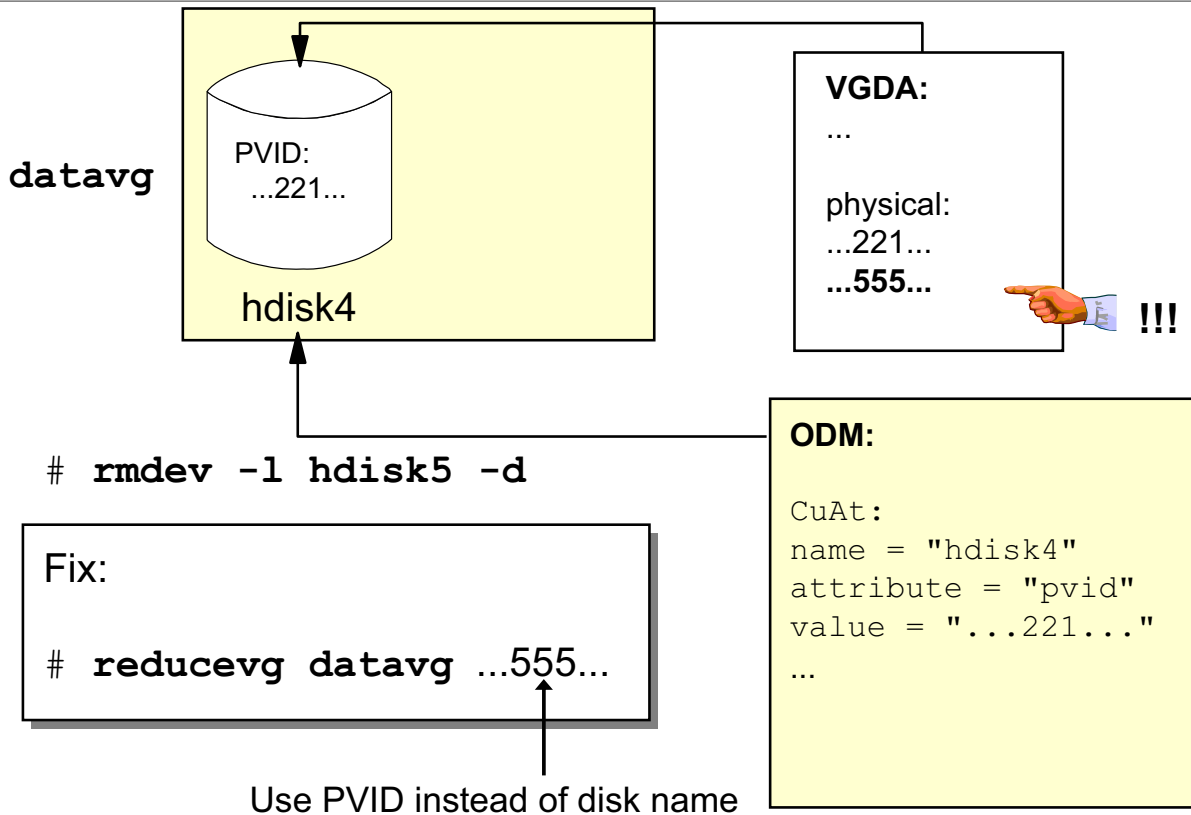 VGDA:
...
physical:
...221...
...555...
!!!
PVID:
...221...
datavg
hdisk4
# rmdev -l hdisk5 -d
Fix:
# reducevg datavg ...555...
Use PVID instead of disk name
ODM:
CuAt:
name = "hdisk4"
attribute = "pvid"
value = "...221..."
...